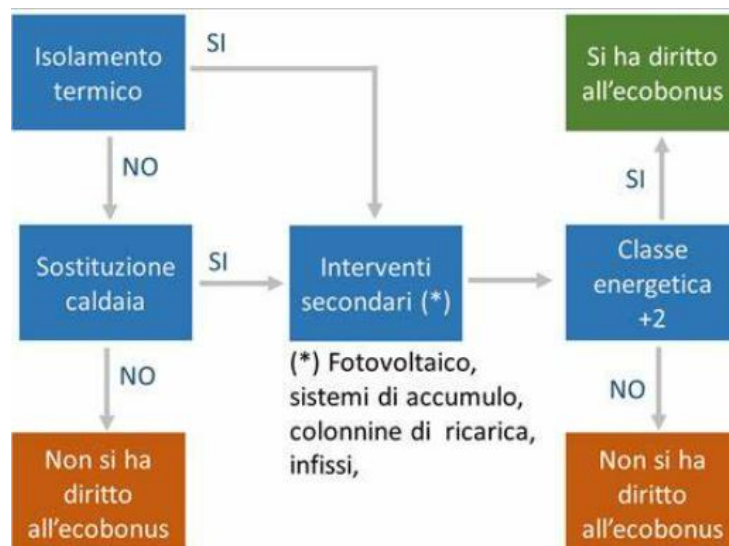 Isolamento
termico
SI
Si ha diritto
all'ecobonus
NO
SI
Sostituzione
caldaia
SI
Interventi
secondari (*)
Classe
energetica
+2
NO
(*) Fotovoltaico,
sistemi di accumulo,
colonnine di ricarica,
infissi,
NO
Non si ha
diritto
all'ecobonus
Non si ha
diritto
all'ecobonus